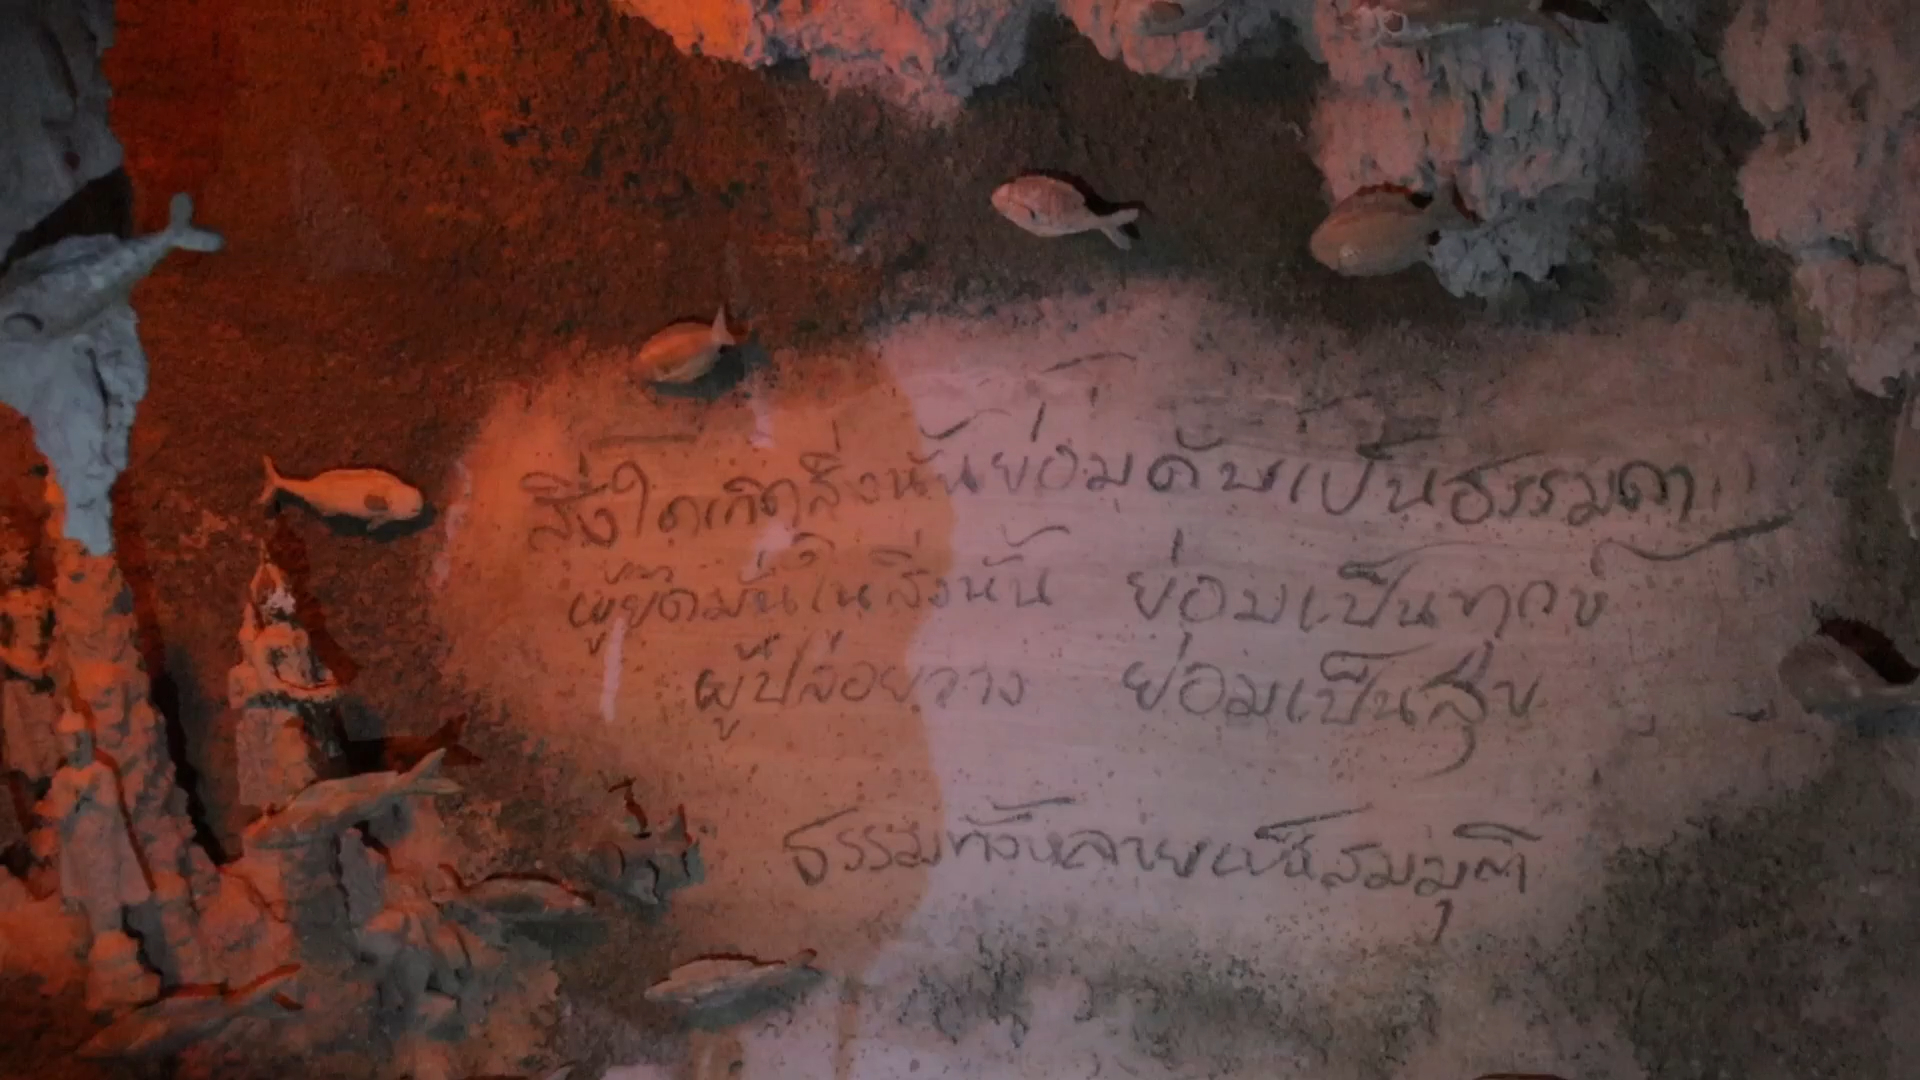 สิ่งใดเกิดสิ่งนั้นย่อมดับเป็นธรรมดา
ผู้ยึดมั่นในสิ่งนั้น ย่อมเป็นทุกข์
ผู้ปล่อยวาง ย่อมเป็นสุข
ธรรมทั้งหลายเป็นสมมุติ